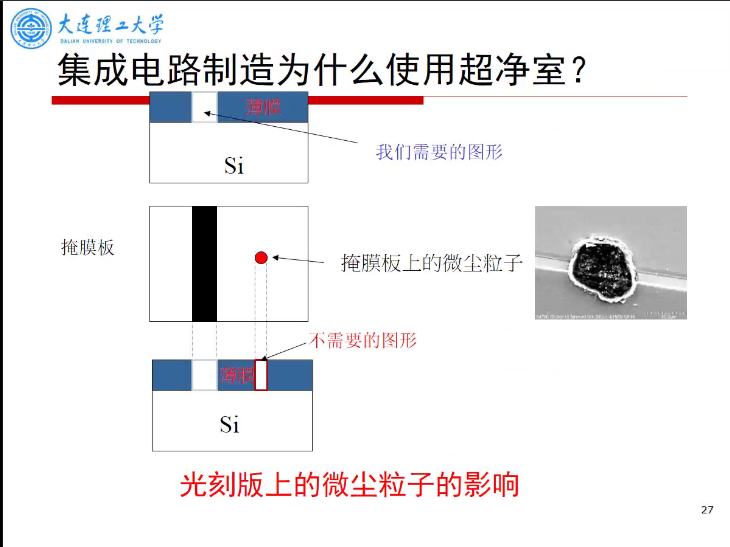 大连理工大学
DALIAN UNIVERSITY OF TECHNOLOGY
集成电路制造为什么使用超净室？
薄膜
我们需要的图形
Si
掩膜板
掩膜板上的微尘粒子
不需要的图形
薄膜
Si
光刻版上的微尘粒子的影响
27